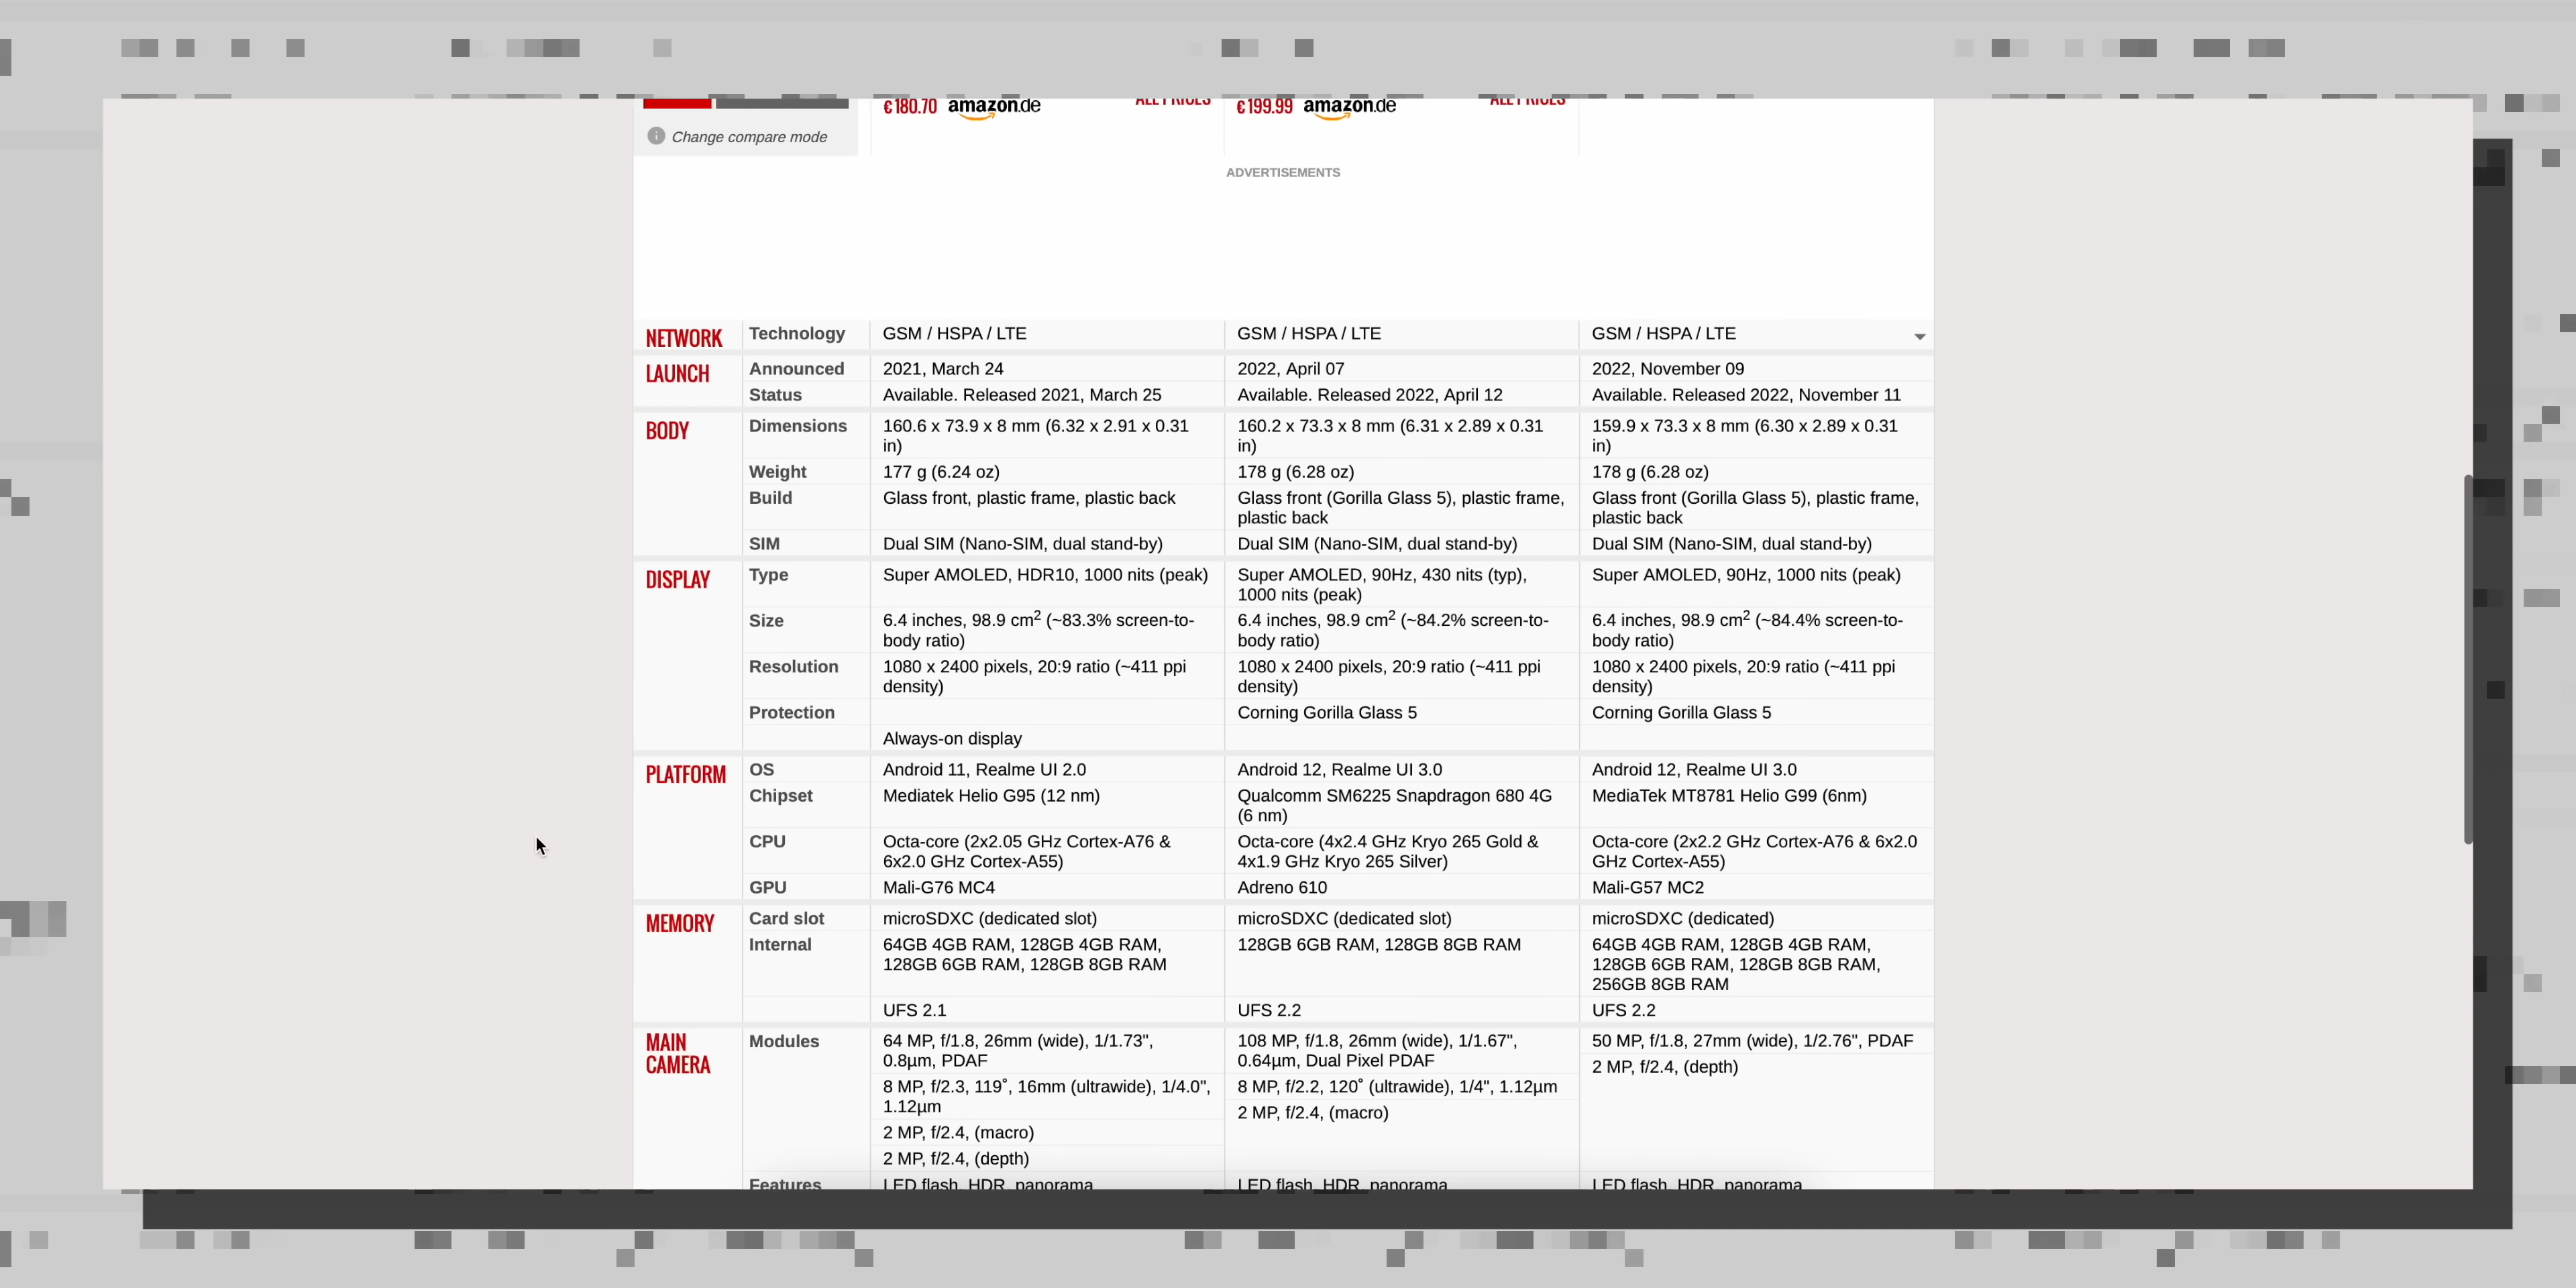 €180.70 amazon.de ALL PRICES €199.99 amazon.de ALL PRICES
Change compare mode
ADVERTISEMENTS
NETWORK Technology GSM / HSPA / LTE GSM / HSPA / LTE GSM / HSPA / LTE
LAUNCH Announced 2021, March 24 2022, April 07 2022, November 09
Status Available. Released 2021, March 25 Available. Released 2022, April 12 Available. Released 2022, November 11
BODY Dimensions 160.6 x 73.9 x 8 mm (6.32 x 2.91 x 0.31 160.2 x 73.3 x 8 mm (6.31 x 2.89 x 0.31 159.9 x 73.3 x 8 mm (6.30 x 2.89 x 0.31
in) in) in)
Weight 177 g (6.24 oz) 178 g (6.28 oz) 178 g (6.28 oz)
Build Glass front, plastic frame, plastic back Glass front (Gorilla Glass 5), plastic frame, Glass front (Gorilla Glass 5), plastic frame,
plastic back plastic back
SIM Dual SIM (Nano-SIM, dual stand-by) Dual SIM (Nano-SIM, dual stand-by) Dual SIM (Nano-SIM, dual stand-by)
DISPLAY Type Super AMOLED, HDR10, 1000 nits (peak) Super AMOLED, 90Hz, 430 nits (typ), Super AMOLED, 90Hz, 1000 nits (peak)
1000 nits (peak)
Size 6.4 inches, 98.9 cm2 (~83.3% screen-to- 6.4 inches, 98.9 cm2 (~84.2% screen-to- 6.4 inches, 98.9 cm2 (~84.4% screen-to-
body ratio) body ratio) body ratio)
Resolution 1080 x 2400 pixels, 20:9 ratio (~411 ppi 1080 x 2400 pixels, 20:9 ratio (~411 ppi 1080 x 2400 pixels, 20:9 ratio (~411 ppi
density) density) density)
Protection Corning Gorilla Glass 5 Corning Gorilla Glass 5
Always-on display
PLATFORM OS Android 11, Realme UI 2.0 Android 12, Realme UI 3.0 Android 12, Realme UI 3.0
Chipset Mediatek Helio G95 (12 nm) Qualcomm SM6225 Snapdragon 680 4G MediaTek MT8781 Helio G99 (6nm)
(6 nm)
CPU Octa-core (2x2.05 GHz Cortex-A76 & Octa-core (4x2.4 GHz Kryo 265 Gold & Octa-core (2x2.2 GHz Cortex-A76 & 6x2.0
6x2.0 GHz Cortex-A55) 4x1.9 GHz Kryo 265 Silver) GHz Cortex-A55)
GPU Mali-G76 MC4 Adreno 610 Mali-G57 MC2
MEMORY Card slot microSDXC (dedicated slot) microSDXC (dedicated slot) microSDXC (dedicated)
Internal 64GB 4GB RAM, 128GB 4GB RAM, 128GB 6GB RAM, 128GB 8GB RAM 64GB 4GB RAM, 128GB 4GB RAM,
128GB 6GB RAM, 128GB 8GB RAM 128GB 6GB RAM, 128GB 8GB RAM,
256GB 8GB RAM
UFS 2.1 UFS 2.2 UFS 2.2
MAIN Modules 64 MP, f/1.8, 26mm (wide), 1/1.73", 108 MP, f/1.8, 26mm (wide), 1/1.67", 50 MP, f/1.8, 27mm (wide), 1/2.76", PDAF
CAMERA 0.8µm, PDAF 0.64µm, Dual Pixel PDAF 2 MP, f/2.4, (depth)
8 MP, f/2.3, 119˚, 16mm (ultrawide), 1/4.0", 8 MP, f/2.2, 120˚ (ultrawide), 1/4", 1.12µm
1.12µm 2 MP, f/2.4, (macro)
2 MP, f/2.4, (macro)
2 MP, f/2.4, (depth)
Features LED flash, HDR, panorama LED flash, HDR, panorama LED flash, HDR, panorama